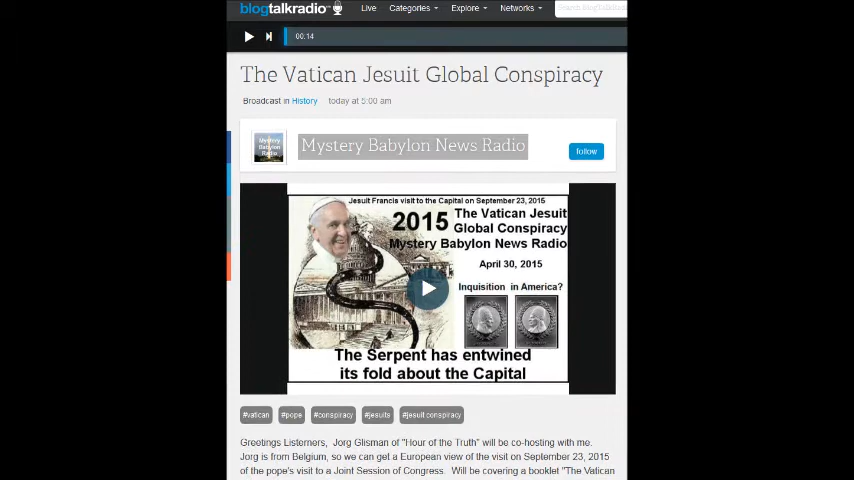 blogtalkradio Live Categories Explore Networks
00:14
The Vatican Jesuit Global Conspiracy
Broadcast in History today at 5:00 am
Mystery Babylon Radio
Mystery Babylon News Radio
follow
Jesuit Francis visit to the Capital on September 23, 2015
2015 The Vatican Jesuit
Global Conspiracy
Mystery Babylon News Radio
April 30, 2015
Inquisition in America?
The Serpent has entwined
its fold about the Capital
#vatican #pope #conspiracy #jesuits #jesuit conspiracy
Greetings Listerners, Jorg Glisman of "Hour of the Truth" will be co-hosting with me.
Jorg is from Belgium, so we can get a European view of the visit on September 23, 2015
of the pope's visit to a Joint Session of Congress. Will be covering a booklet "The Vatican